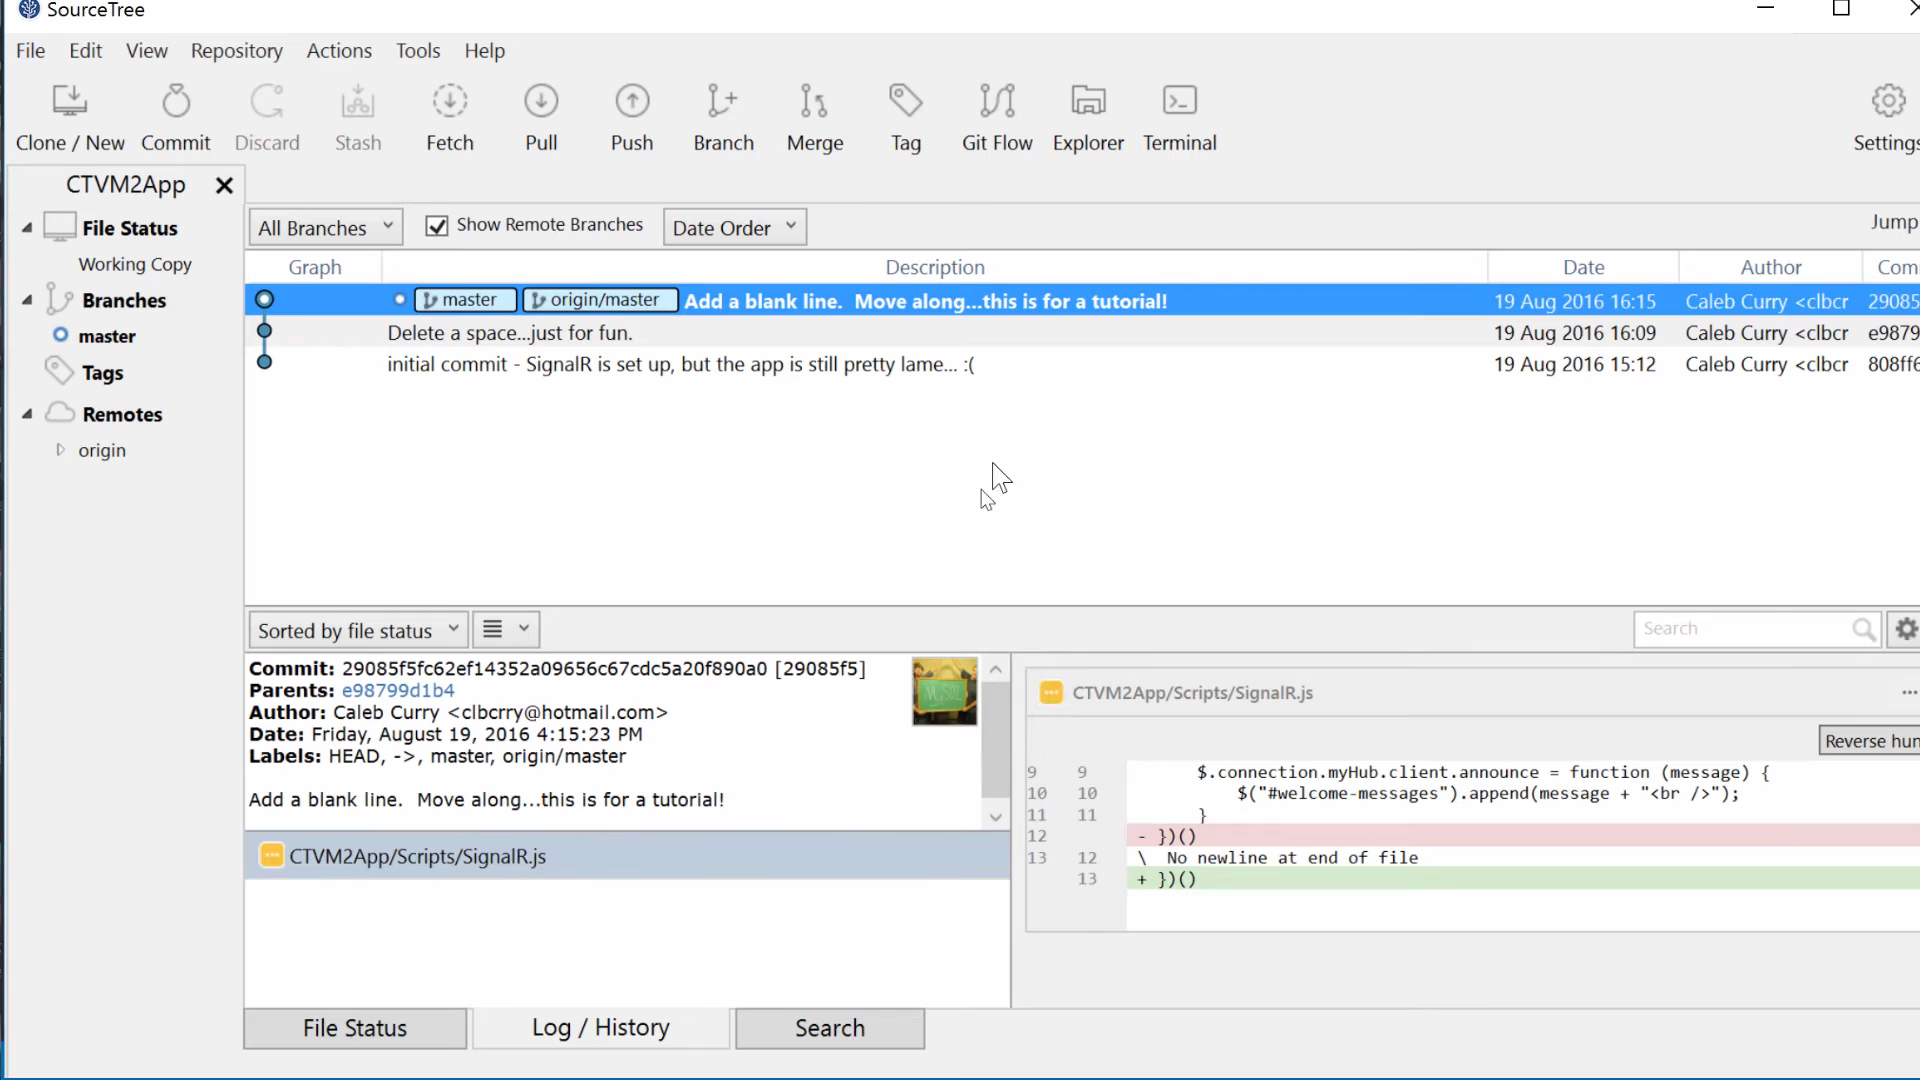 SourceTree
File Edit View Repository Actions Tools Help
Clone / New Commit Discard Stash Fetch Pull Push Branch Merge Tag Git Flow Explorer Terminal Settings
CTVM2App
File Status
Working Copy
Branches
master
Tags
Remotes
origin
All Branches Show Remote Branches Date Order Jump
Graph Description Date Author Com
master origin/master Add a blank line.  Move along...this is for a tutorial! 19 Aug 2016 16:15 Caleb Curry <clbcr 29085
Delete a space...just for fun. 19 Aug 2016 16:09 Caleb Curry <clbcr e9879
initial commit - SignalR is set up, but the app is still pretty lame... :( 19 Aug 2016 15:12 Caleb Curry <clbcr 808ff6
Sorted by file status Search
Commit: 29085f5fc62ef14352a09656c67cdc5a20f890a0 [29085f5]
Parents: e98799d1b4
Author: Caleb Curry <clbcrry@hotmail.com>
Date: Friday, August 19, 2016 4:15:23 PM
Labels: HEAD, ->, master, origin/master
Add a blank line.  Move along...this is for a tutorial!
CTVM2App/Scripts/SignalR.js
CTVM2App/Scripts/SignalR.js
Reverse hun
9 9 $.connection.myHub.client.announce = function (message) {
10 10 $("#welcome-messages").append(message + "<br />");
11 11 }
12 - })()
13 12 \ No newline at end of file
13 + })()
File Status Log / History Search